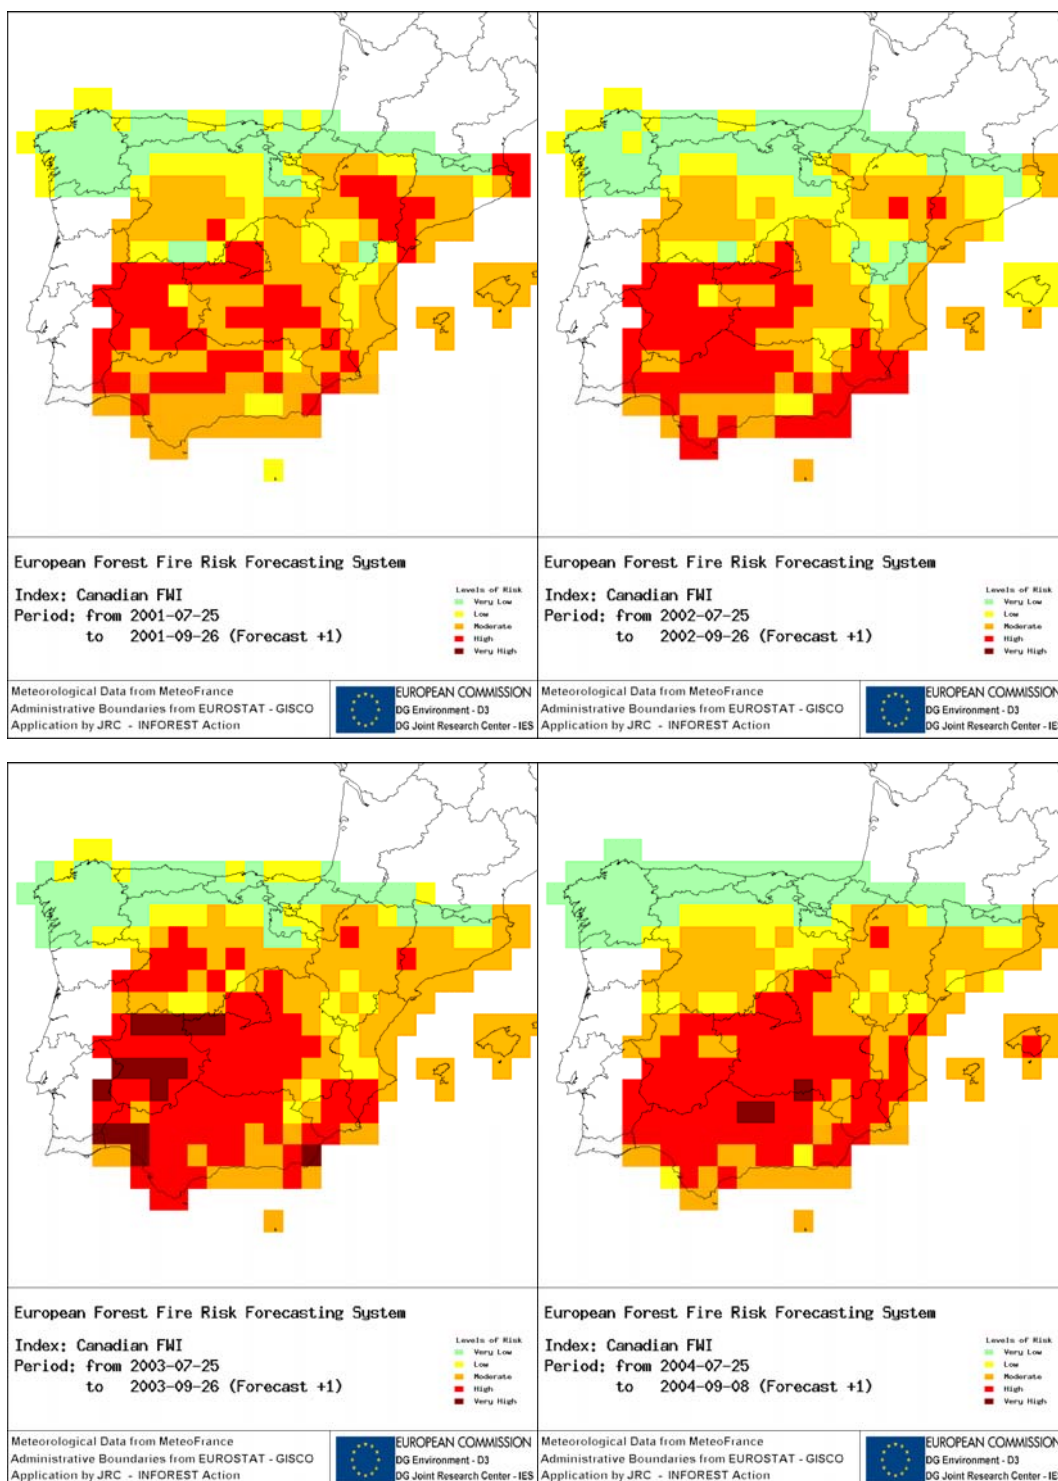 European Forest Fire Risk Forecasting System
Index: Canadian FWI
Period: from 2001-07-25
to 2001-09-26 (Forecast +1)
Levels of Risk
Very Low
Low
Moderate
High
Very High
Meteorological Data from MeteoFrance
Administrative Boundaries from EUROSTAT - GISCO
Application by JRC - INFOREST Action
EUROPEAN COMMISSION
DG Environment - D3
DG Joint Research Center - IES
European Forest Fire Risk Forecasting System
Index: Canadian FWI
Period: from 2002-07-25
to 2002-09-26 (Forecast +1)
Levels of Risk
Very Low
Low
Moderate
High
Very High
Meteorological Data from MeteoFrance
Administrative Boundaries from EUROSTAT - GISCO
Application by JRC - INFOREST Action
EUROPEAN COMMISSION
DG Environment - D3
DG Joint Research Center - IES
European Forest Fire Risk Forecasting System
Index: Canadian FWI
Period: from 2003-07-25
to 2003-09-26 (Forecast +1)
Levels of Risk
Very Low
Low
Moderate
High
Very High
Meteorological Data from MeteoFrance
Administrative Boundaries from EUROSTAT - GISCO
Application by JRC - INFOREST Action
EUROPEAN COMMISSION
DG Environment - D3
DG Joint Research Center - IES
European Forest Fire Risk Forecasting System
Index: Canadian FWI
Period: from 2004-07-25
to 2004-09-08 (Forecast +1)
Levels of Risk
Very Low
Low
Moderate
High
Very High
Meteorological Data from MeteoFrance
Administrative Boundaries from EUROSTAT - GISCO
Application by JRC - INFOREST Action
EUROPEAN COMMISSION
DG Environment - D3
DG Joint Research Center - IES